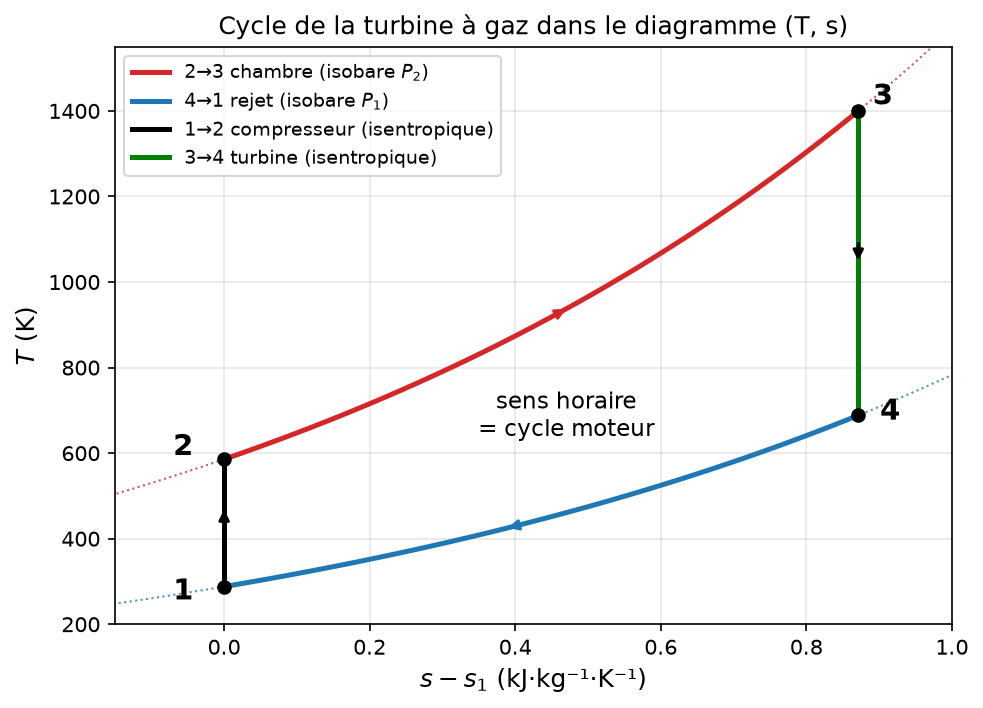 Cycle de la turbine à gaz dans le diagramme (T, s)
2→3 chambre (isobare P₂)
4→1 rejet (isobare P₁)
1→2 compresseur (isentropique)
3→4 turbine (isentropique)
3
1400
1200
1000
T (K)
800
sens horaire
= cycle moteur
4
2
600
400
1
200
0.0 0.2 0.4 0.6 0.8 1.0
s − s₁ (kJ·kg⁻¹·K⁻¹)